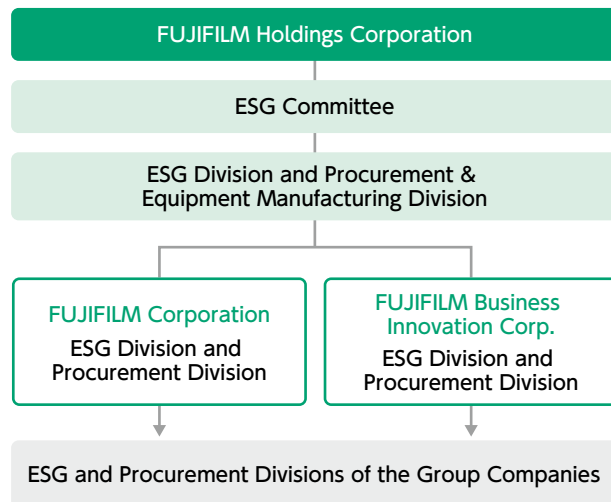 FUJIFILM Holdings Corporation
ESG Committee
ESG Division and Procurement &
Equipment Manufacturing Division
FUJIFILM Corporation
ESG Division and
Procurement Division
FUJIFILM Business
Innovation Corp.
ESG Division and
Procurement Division
ESG and Procurement Divisions of the Group Companies